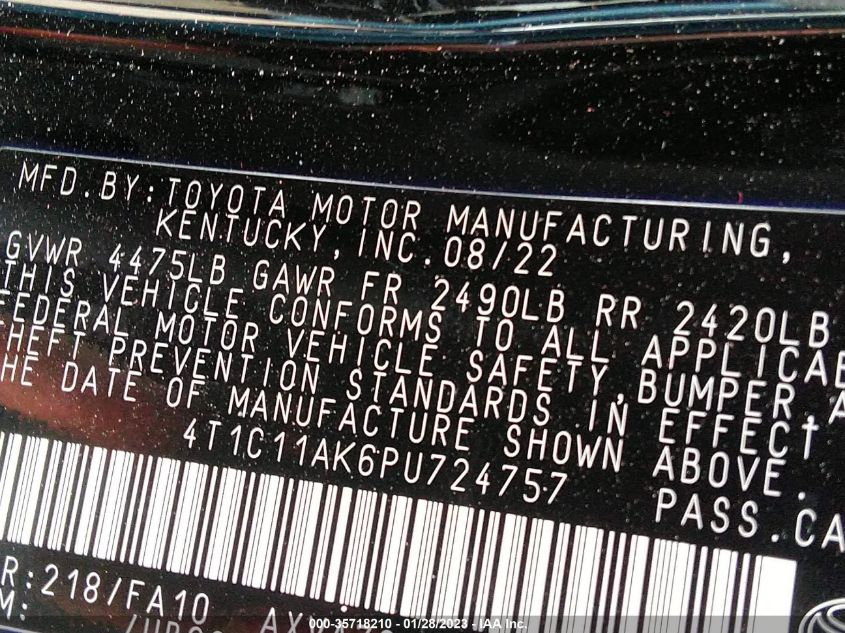 MFD.BY:TOYOTA MOTOR MANUFACTURING,
KENTUCKY, INC. 08/22
GVWR 4475LB GAWR FR 2490LB RR 2420LB
THIS VEHICLE CONFORMS TO ALL APPLICAB
FEDERAL MOTOR VEHICLE SAFETY, BUMPER, A
HEFT PREVENTION STANDARDS IN EFFECT
HE DATE OF MANUFACTURE SHOWN ABOVE.
4T1C11AK6PU724757 PASS.CA
R:218/FA10
M:
000-35718210 - 01/28/2023 - IAA Inc.